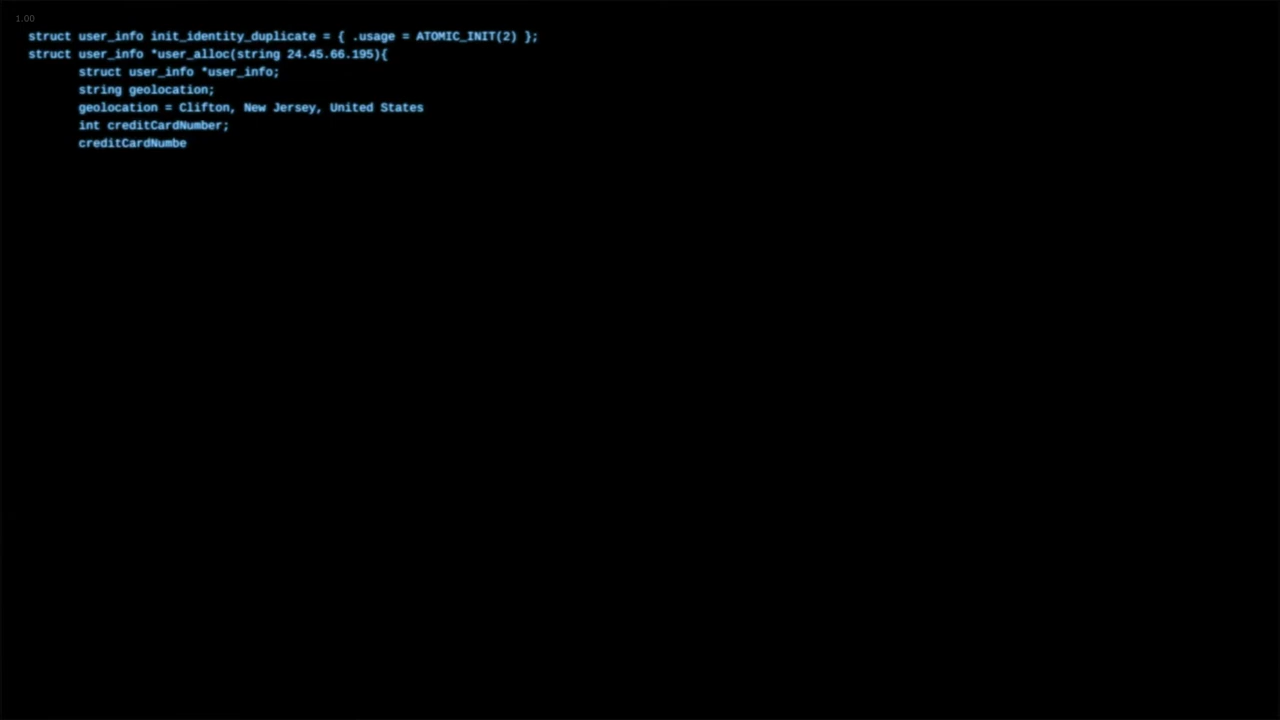 1.00
struct user_info init_identity_duplicate = { .usage = ATOMIC_INIT(2) };
struct user_info *user_alloc(string 24.45.66.195){
struct user_info *user_info;
string geolocation;
geolocation = Clifton, New Jersey, United States
int creditCardNumber;
creditCardNumbe